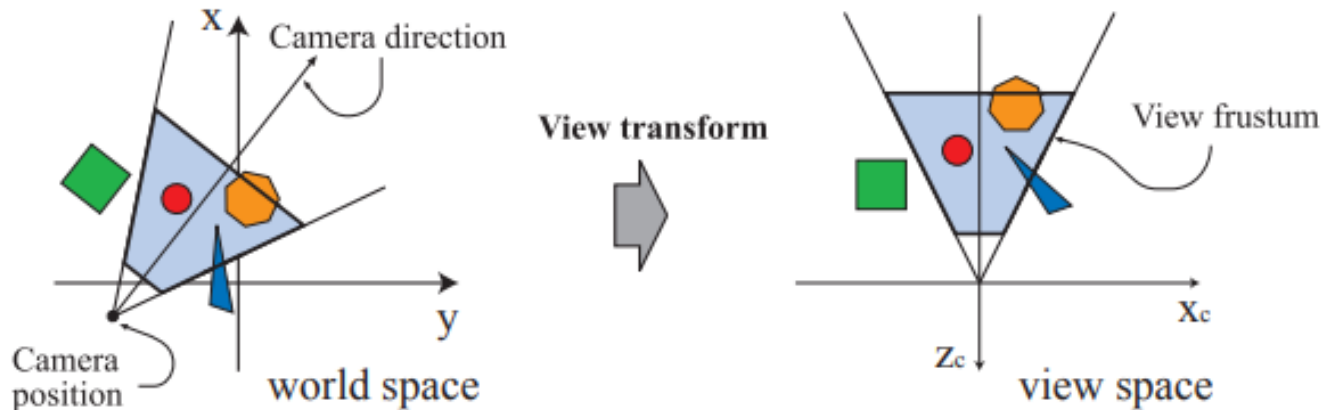 x
Camera direction
y
Camera
position
world space
View transform
View frustum
xc
zc
view space